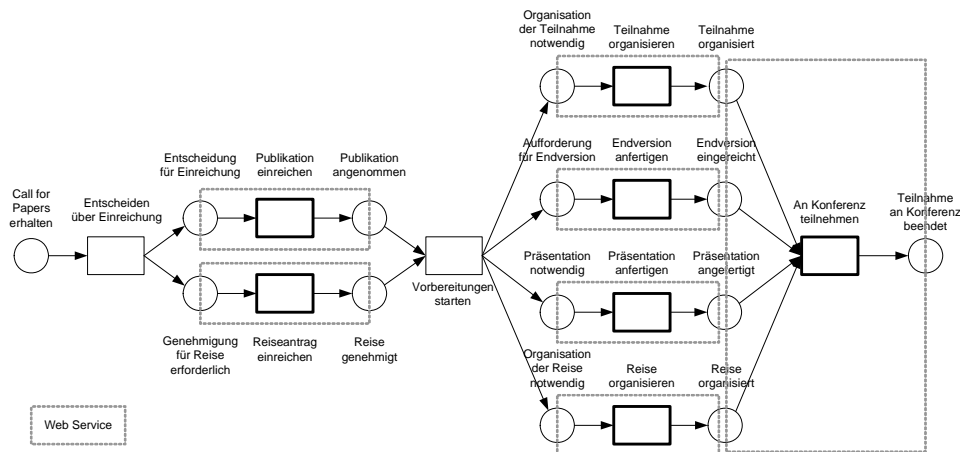 Call for
Papers
erhalten
Entscheiden
über Einreichung
Entscheidung
für Einreichung
Publikation
einreichen
Publikation
angenommen
Genehmigung
für Reise
erforderlich
Reiseantrag
einreichen
Reise
genehmigt
Vorbereitungen
starten
Organisation
der Teilnahme
notwendig
Teilnahme
organisieren
Teilnahme
organisiert
Aufforderung
für Endversion
Endversion
anfertigen
Endversion
eingereicht
Präsentation
notwendig
Präsentation
anfertigen
Präsentation
angefertigt
Organisation
der Reise
notwendig
Reise
organisieren
Reise
organisiert
An Konferenz
teilnehmen
Teilnahme
an Konferenz
beendet
Web Service